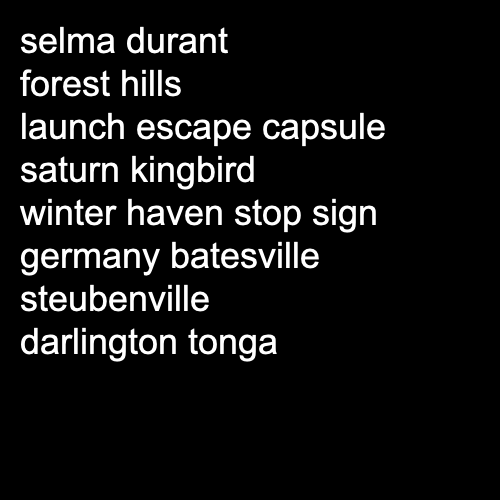 selma durant
forest hills
launch escape capsule
saturn kingbird
winter haven stop sign
germany batesville
steubenville
darlington tonga